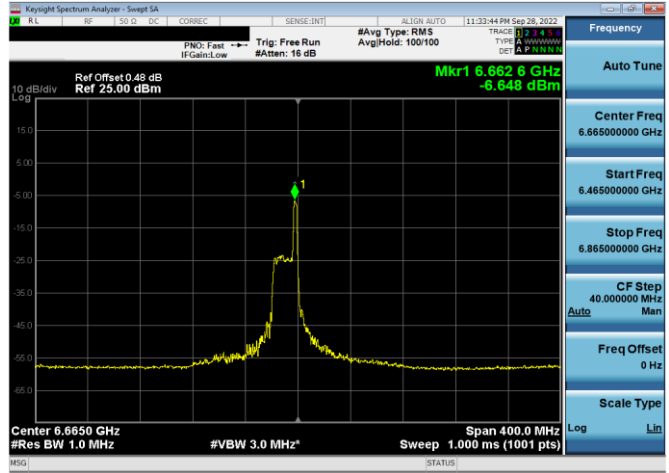 Keysight Spectrum Analyzer - Swept SA
RL RF 50 Ω DC CORREC SENSE:INT ALIGN AUTO 11:33:44 PM Sep 28, 2022
PNO: Fast Trig: Free Run #Avg Type: RMS TRACE 1 2 3 4 5 6
IFGain:Low #Atten: 16 dB Avg|Hold: 100/100 TYPE A WWWWW
DET A P N N N N
Frequency
Ref Offset 0.48 dB Mkr1 6.662 6 GHz
10 dB/div Ref 25.00 dBm -6.648 dBm
Log
15.0
5.00
-5.00
-15.0
-25.0
-35.0
-45.0
-55.0
-65.0
1
Center 6.6650 GHz Span 400.0 MHz
#Res BW 1.0 MHz #VBW 3.0 MHz* Sweep 1.000 ms (1001 pts)
MSG STATUS
Auto Tune
Center Freq
6.665000000 GHz
Start Freq
6.465000000 GHz
Stop Freq
6.865000000 GHz
CF Step
40.000000 MHz
Auto Man
Freq Offset
0 Hz
Scale Type
Log Lin